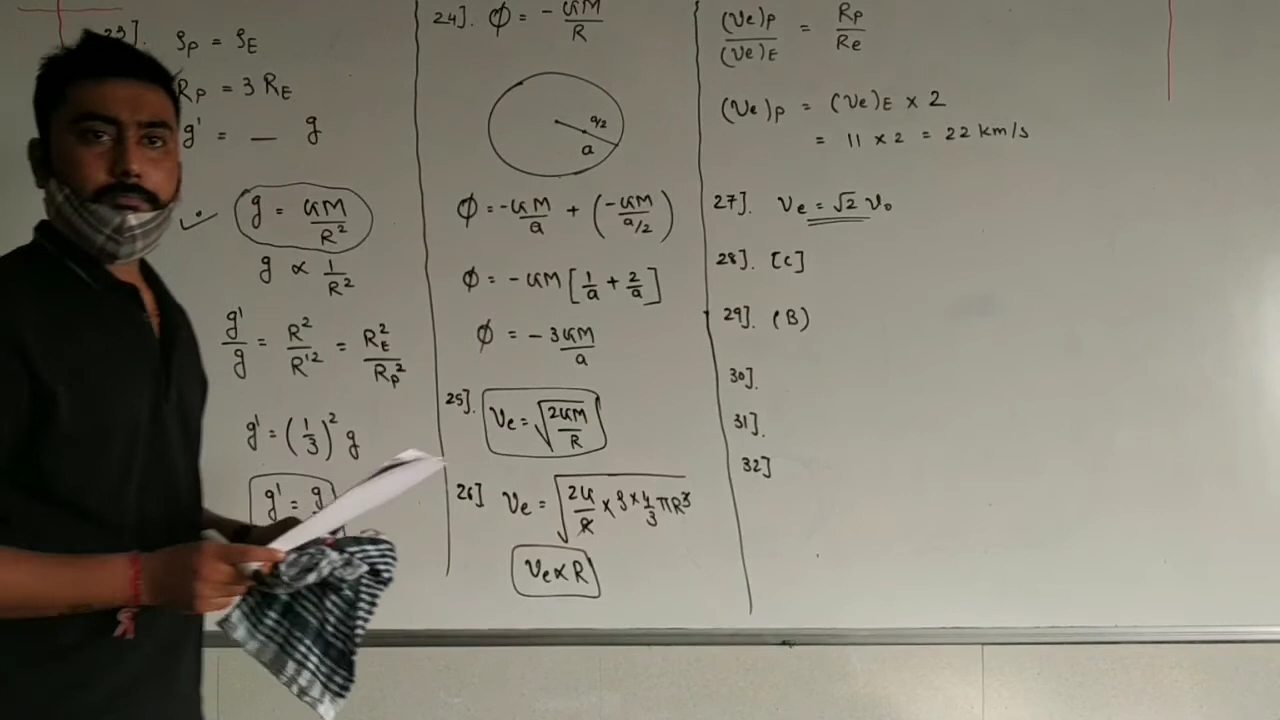 23].
ρP = ρE
RP = 3 RE
g' = — g
g = GM/R²
g ∝ 1/R²
g'/g = R²/R'² = RE²/RP²
g' = (1/3)² g
g' = g
24]. φ = - GM/R
a/2
a
φ = -GM/a + (-GM/a/2)
φ = - GM [1/a + 2/a]
φ = - 3GM/a
25]. Ve = √2GM/R
26] Ve = √2G/R × ρ × 4/3 πR³
Ve ∝ R
(Ve)P/(Ve)E = RP/Re
(Ve)P = (Ve)E × 2
= 11 × 2 = 22 km/s
27]. Ve = √2 V₀
28]. [C]
29]. (B)
30].
31].
32]